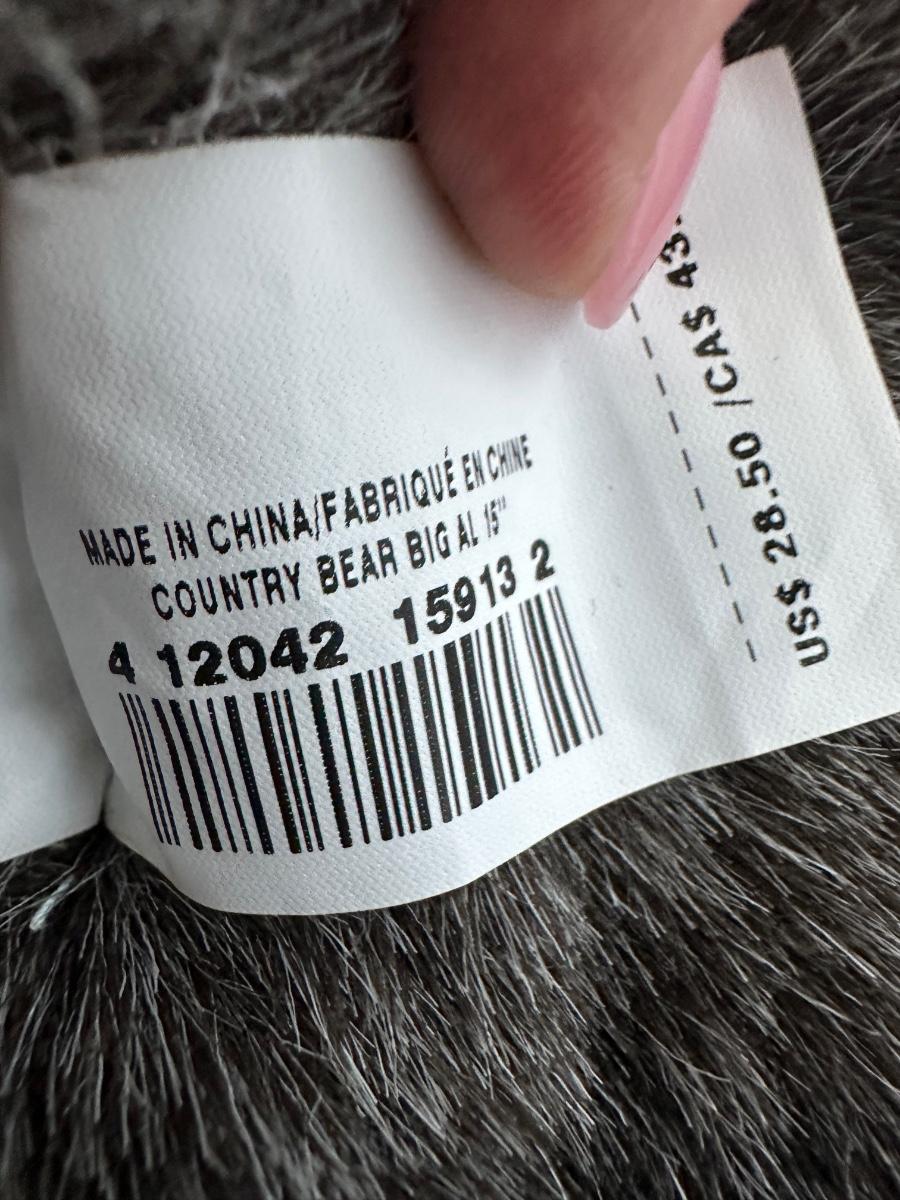 MADE IN CHINA/FABRIQUÉ EN CHINE
COUNTRY BEAR BIG AL 15"
4 12042 15913 2
US$ 28.50 /CA$ 43.